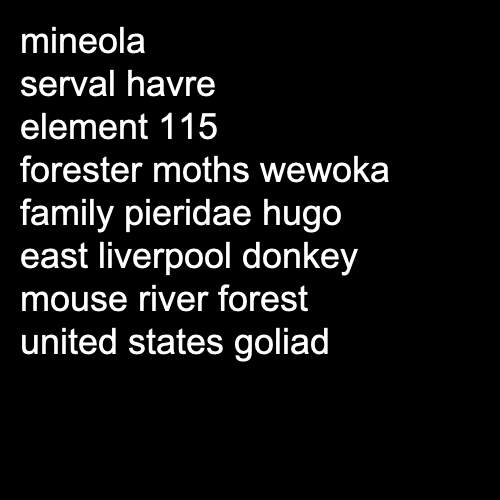 mineola
serval havre
element 115
forester moths wewoka
family pieridae hugo
east liverpool donkey
mouse river forest
united states goliad